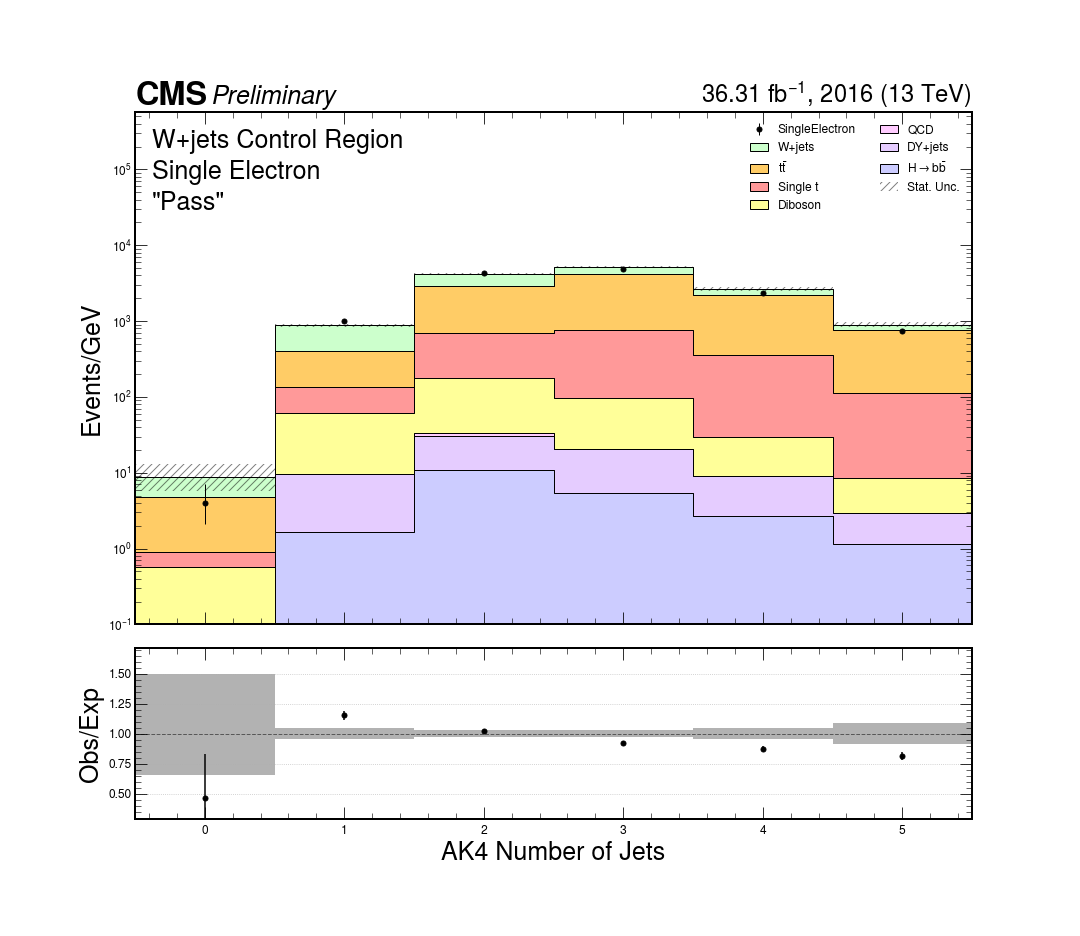 CMS Preliminary
36.31 fb⁻¹, 2016 (13 TeV)
W+jets Control Region
Single Electron
"Pass"
SingleElectron
W+jets
tt̄
Single t
Diboson
QCD
DY+jets
H→bb̄
Stat. Unc.
Events/GeV
10⁵
10⁴
10³
10²
10¹
10⁰
10⁻¹
Obs/Exp
1.50
1.25
1.00
0.75
0.50
0 1 2 3 4 5
AK4 Number of Jets